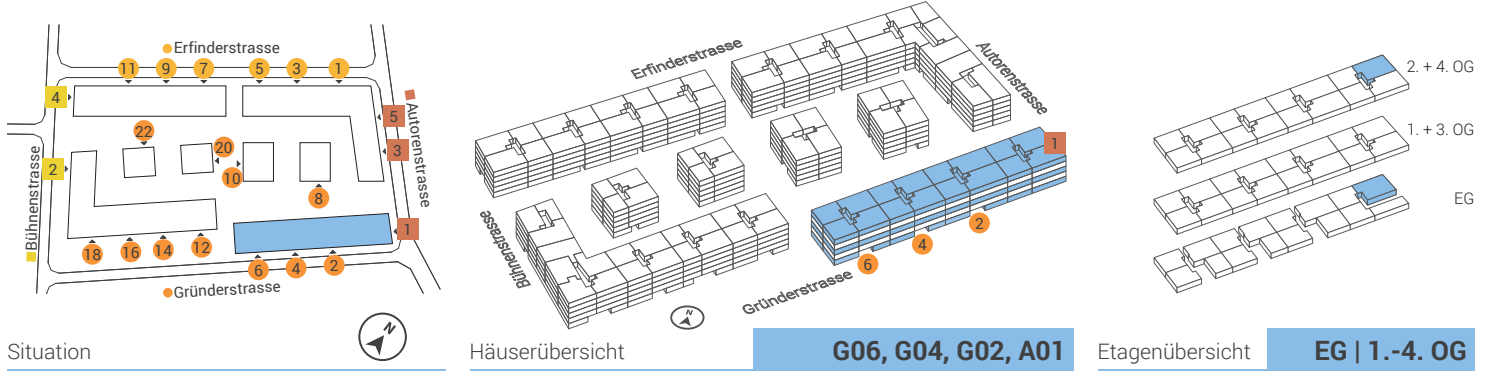 Erfinderstrasse
11 9 7 5 3 1
4
5
Autorenstrasse
22
20
3
2
10
8
Bühnenstrasse
1
18 16 14 12
6 4 2
Gründerstrasse
N
Situation
Erfinderstrasse
Autorenstrasse
1
2
4
6
Bühnenstrasse
Gründerstrasse
N
Häuserübersicht
G06, G04, G02, A01
2. + 4. OG
1. + 3. OG
EG
Etagenübersicht
EG | 1.-4. OG